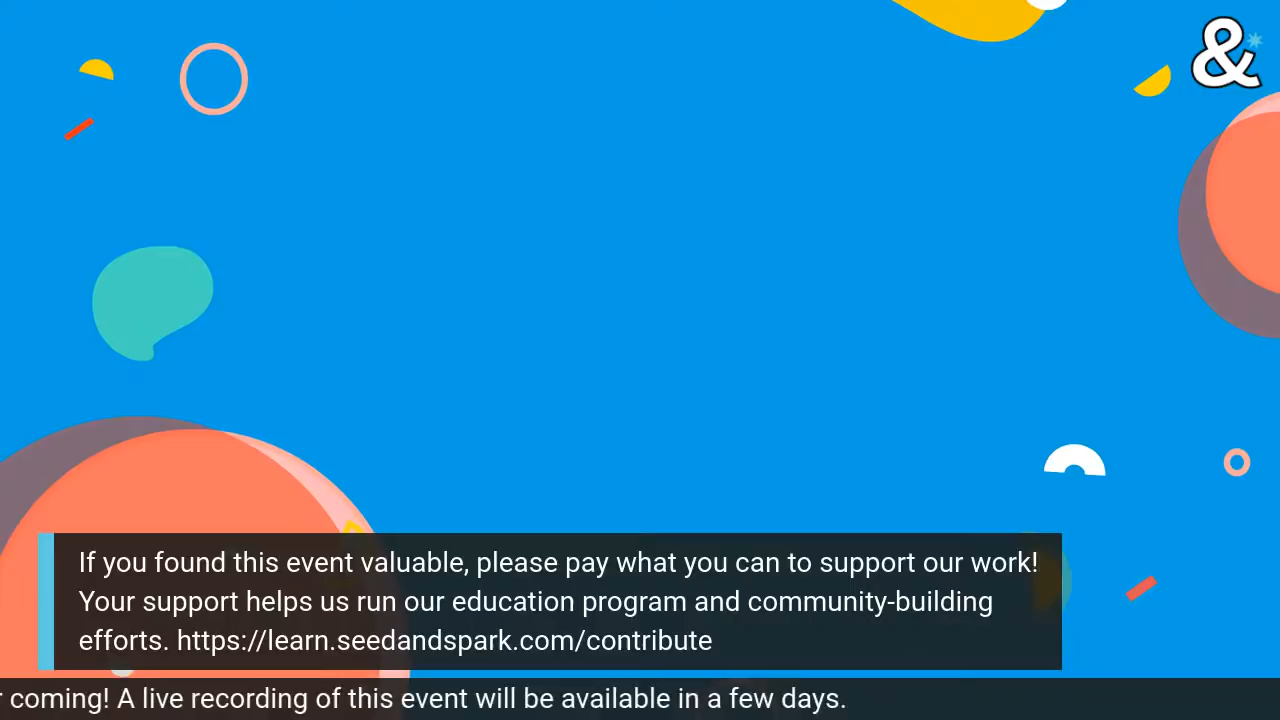 &
If you found this event valuable, please pay what you can to support our work!
Your support helps us run our education program and community-building
efforts. https://learn.seedandspark.com/contribute
coming! A live recording of this event will be available in a few days.